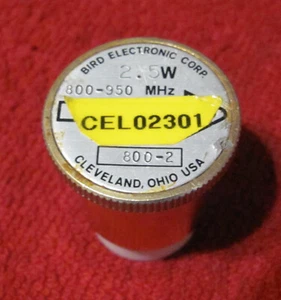 BIRD ELECTRONIC CORP.
2.5W
800-950 MHz
CEL02301
800-2
CLEVELAND, OHIO USA